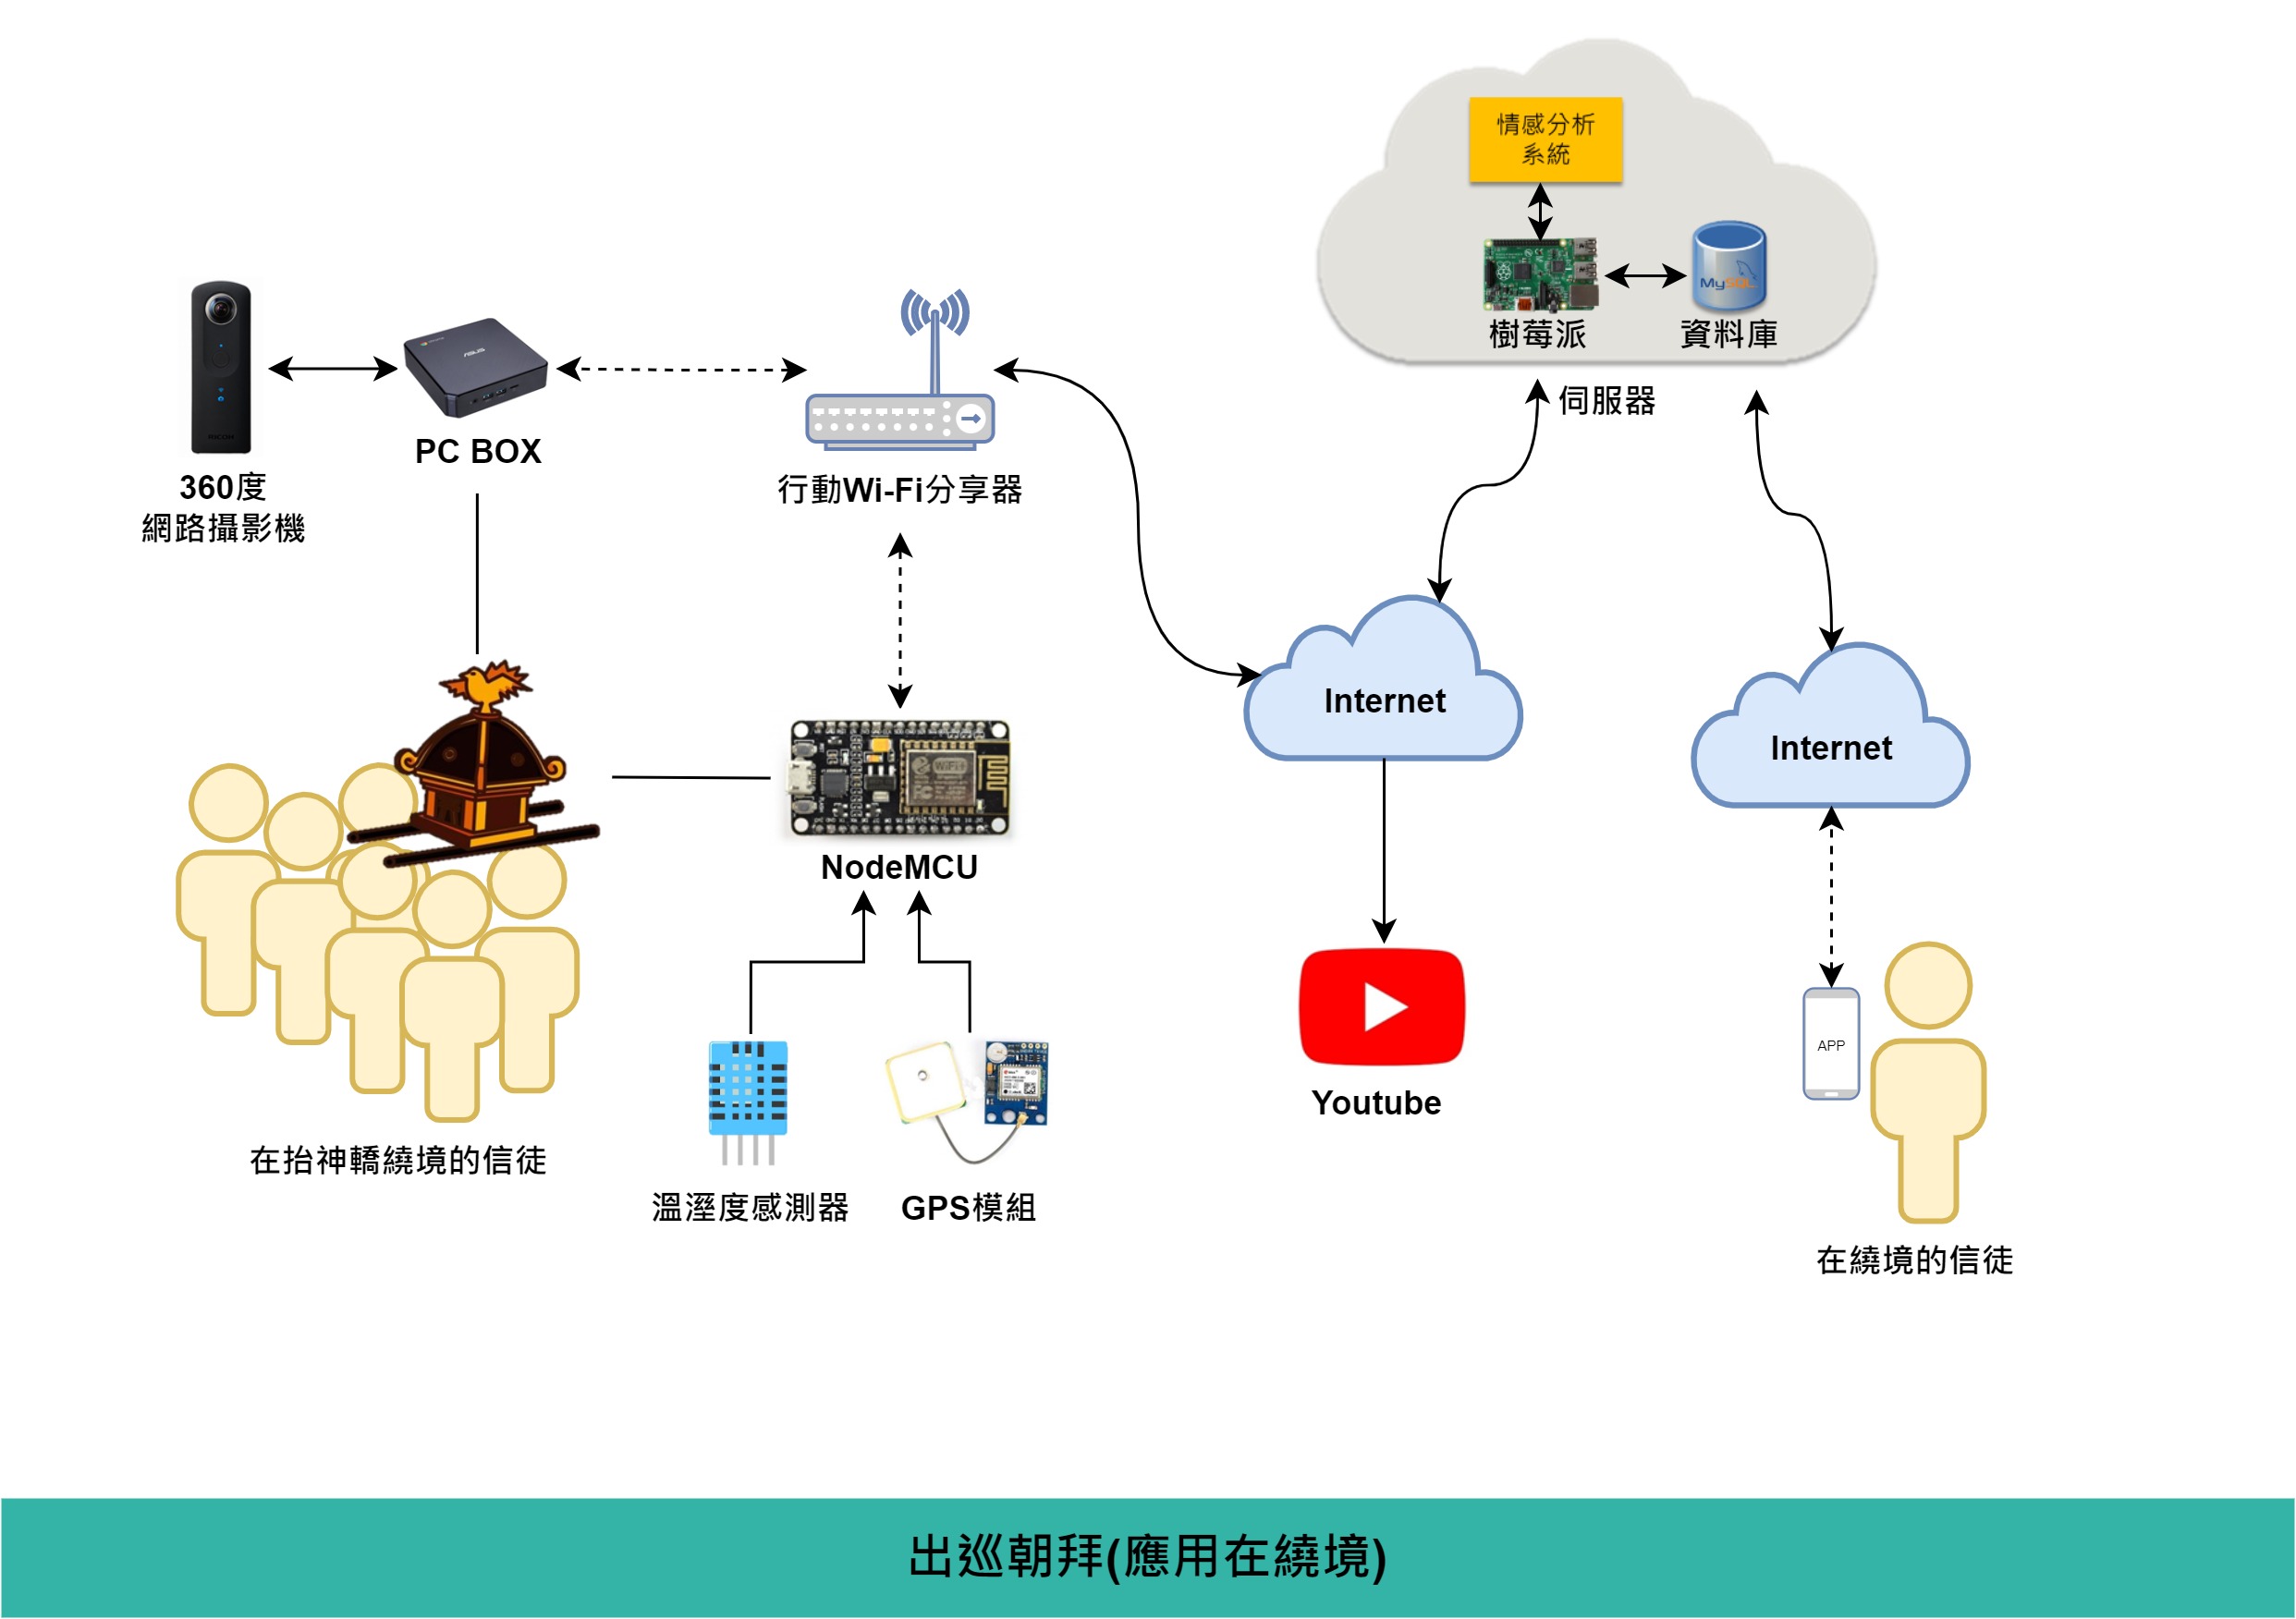 情感分析
系統
MySQL
樹莓派
資料庫
伺服器
ASUS
PC BOX
RICOH
360度
網路攝影機
行動Wi-Fi分享器
Internet
Internet
WiFi
NodeMCU
APP
Youtube
在抬神轎繞境的信徒
溫溼度感測器
GPS模組
在繞境的信徒
出巡朝拜(應用在繞境)